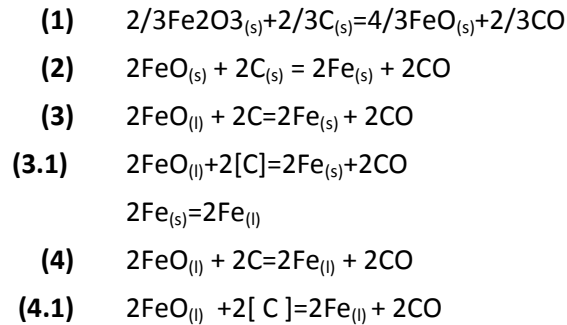 (1) 2/3Fe2O3(s)+2/3C(s)=4/3FeO(s)+2/3CO
(2) 2FeO(s) + 2C(s) = 2Fe(s) + 2CO
(3) 2FeO(l) + 2C=2Fe(s) + 2CO
(3.1) 2FeO(l)+2[C]=2Fe(s)+2CO
2Fe(s)=2Fe(l)
(4) 2FeO(l) + 2C=2Fe(l) + 2CO
(4.1) 2FeO(l) +2[ C ]=2Fe(l) + 2CO